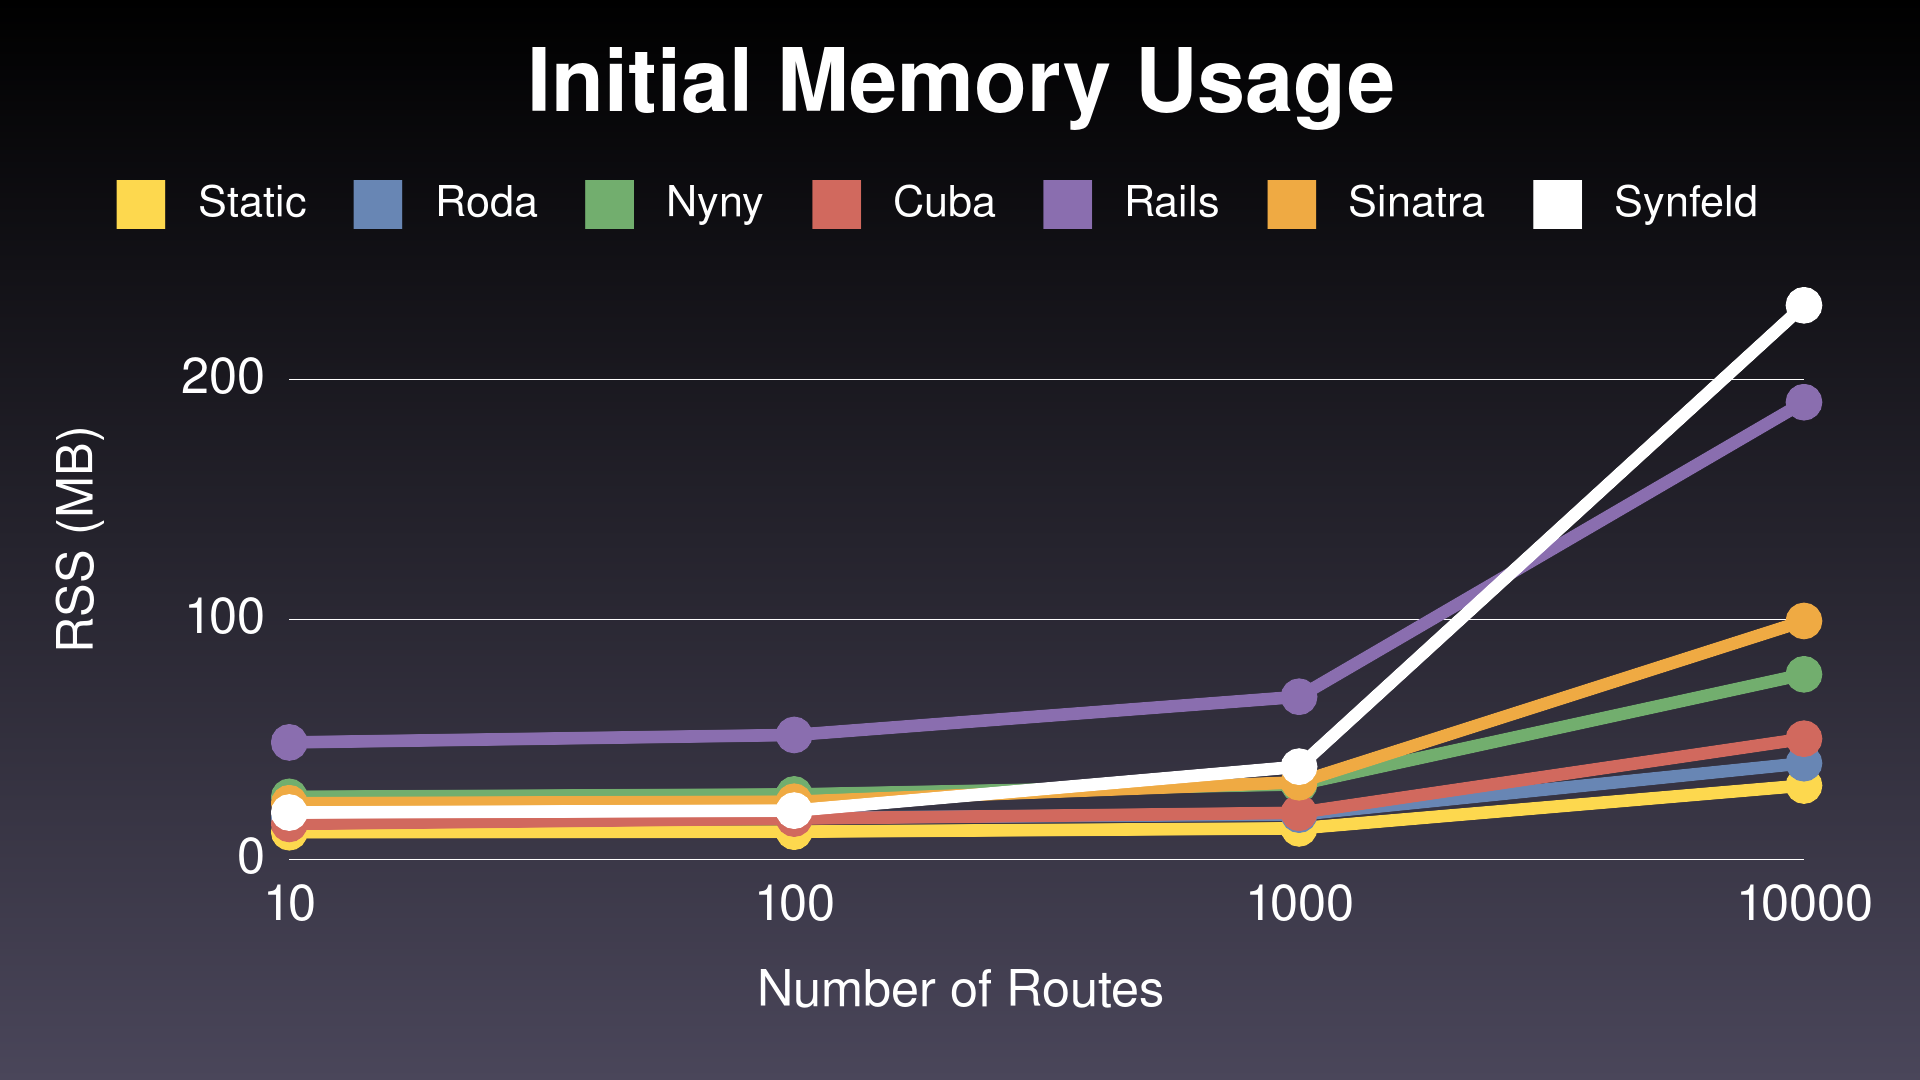 Initial Memory Usage
Static Roda Nyny Cuba Rails Sinatra Synfeld
200
RSS (MB)
100
0
10 100 1000 10000
Number of Routes